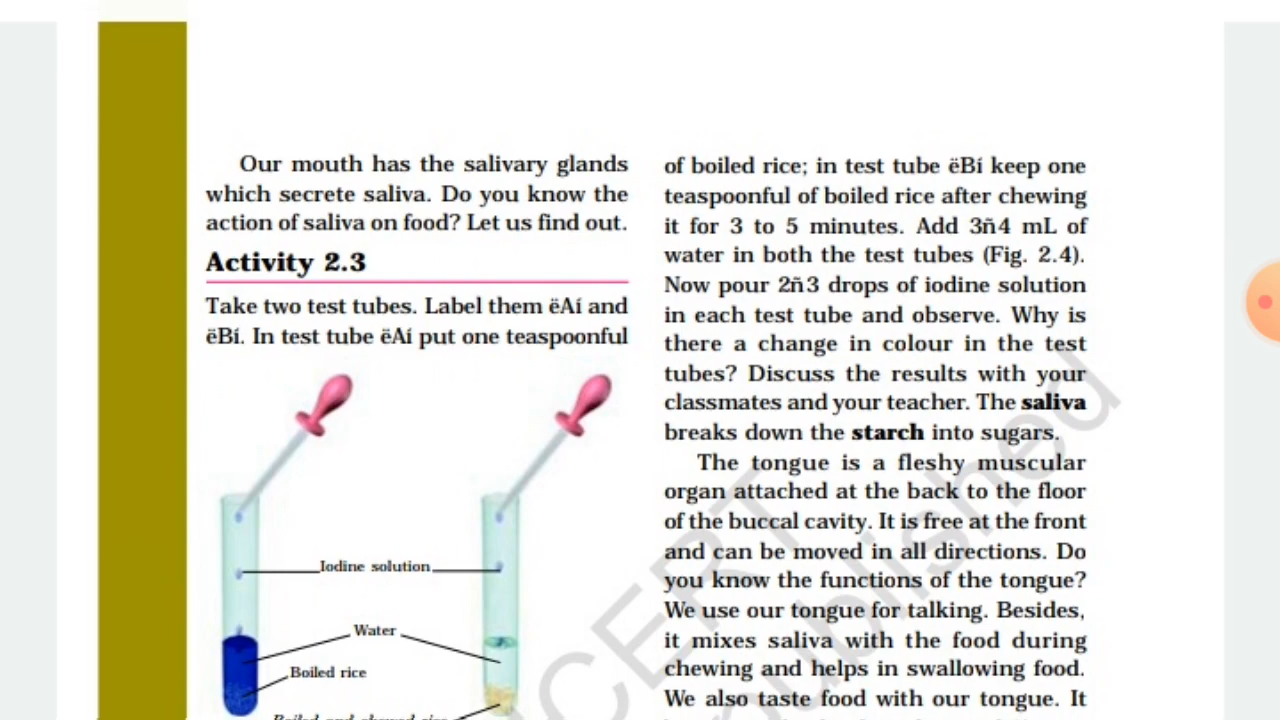 Our mouth has the salivary glands
which secrete saliva. Do you know the
action of saliva on food? Let us find out.
Activity 2.3
Take two test tubes. Label them ëAí and
ëBí. In test tube ëAí put one teaspoonful
Iodine solution
Water
Boiled rice
Boiled and chewed rice
of boiled rice; in test tube ëBí keep one
teaspoonful of boiled rice after chewing
it for 3 to 5 minutes. Add 3ñ4 mL of
water in both the test tubes (Fig. 2.4).
Now pour 2ñ3 drops of iodine solution
in each test tube and observe. Why is
there a change in colour in the test
tubes? Discuss the results with your
classmates and your teacher. The saliva
breaks down the starch into sugars.
The tongue is a fleshy muscular
organ attached at the back to the floor
of the buccal cavity. It is free at the front
and can be moved in all directions. Do
you know the functions of the tongue?
We use our tongue for talking. Besides,
it mixes saliva with the food during
chewing and helps in swallowing food.
We also taste food with our tongue. It
NCERT